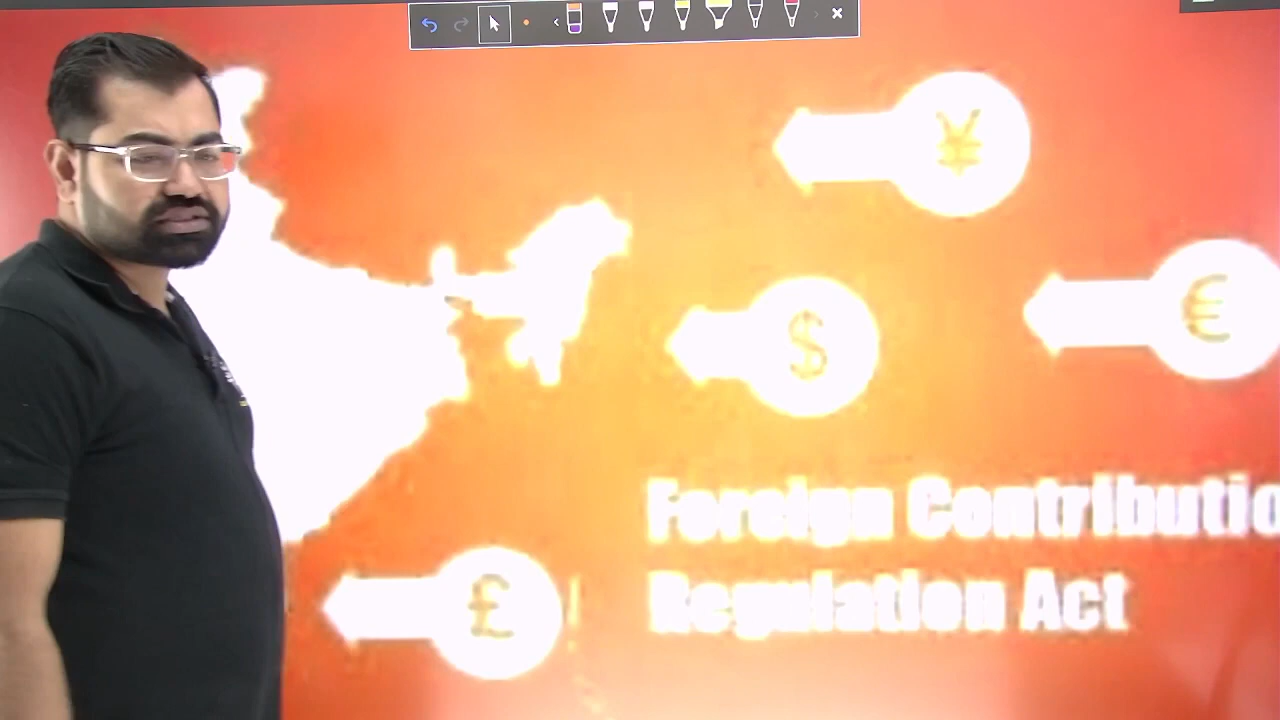 ¥
€
$
Foreign Contributio
Regulation Act
£